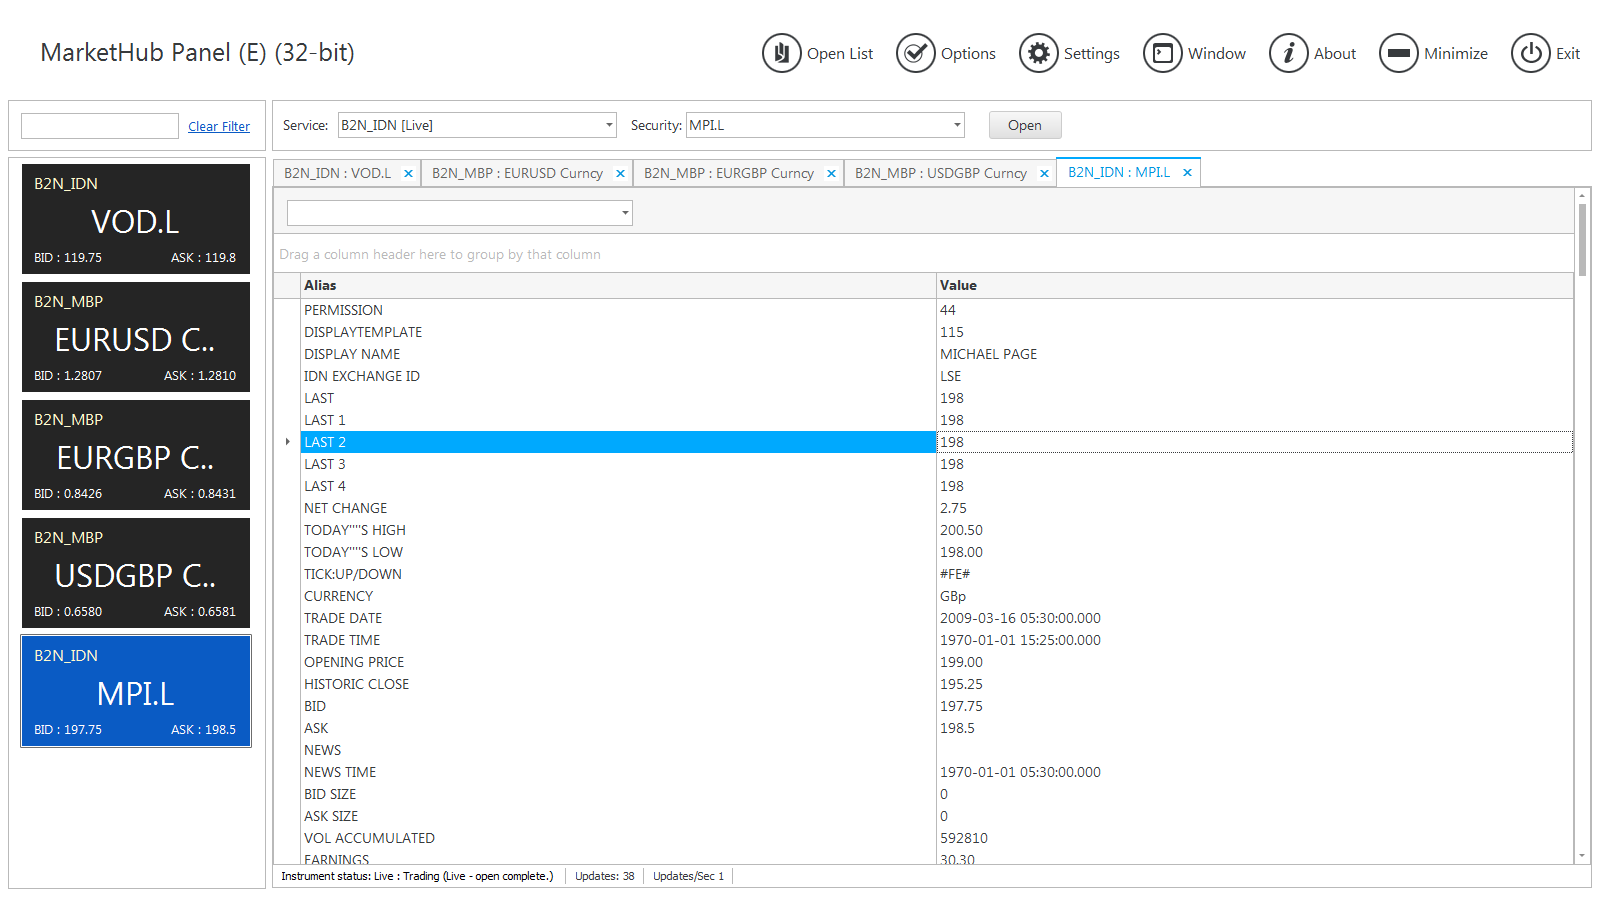 MarketHub Panel (E) (32-bit)
Open List
Options
Settings
Window
About
Minimize
Exit
Clear Filter
Service:
B2N_IDN [Live]
Security:
MPI.L
Open
B2N_IDN
VOD.L
BID : 119.75 ASK : 119.8
B2N_MBP
EURUSD C..
BID : 1.2807 ASK : 1.2810
B2N_MBP
EURGBP C..
BID : 0.8426 ASK : 0.8431
B2N_MBP
USDGBP C..
BID : 0.6580 ASK : 0.6581
B2N_IDN
MPI.L
BID : 197.75 ASK : 198.5
B2N_IDN : VOD.L
B2N_MBP : EURUSD Curncy
B2N_MBP : EURGBP Curncy
B2N_MBP : USDGBP Curncy
B2N_IDN : MPI.L
Drag a column header here to group by that column
Alias Value
PERMISSION 44
DISPLAYTEMPLATE 115
DISPLAY NAME MICHAEL PAGE
IDN EXCHANGE ID LSE
LAST 198
LAST 1 198
LAST 2 198
LAST 3 198
LAST 4 198
NET CHANGE 2.75
TODAY''''S HIGH 200.50
TODAY''''S LOW 198.00
TICK:UP/DOWN #FE#
CURRENCY GBp
TRADE DATE 2009-03-16 05:30:00.000
TRADE TIME 1970-01-01 15:25:00.000
OPENING PRICE 199.00
HISTORIC CLOSE 195.25
BID 197.75
ASK 198.5
NEWS
NEWS TIME 1970-01-01 05:30:00.000
BID SIZE 0
ASK SIZE 0
VOL ACCUMULATED 592810
EARNINGS 30.30
Instrument status: Live : Trading (Live - open complete.)
Updates: 38
Updates/Sec 1